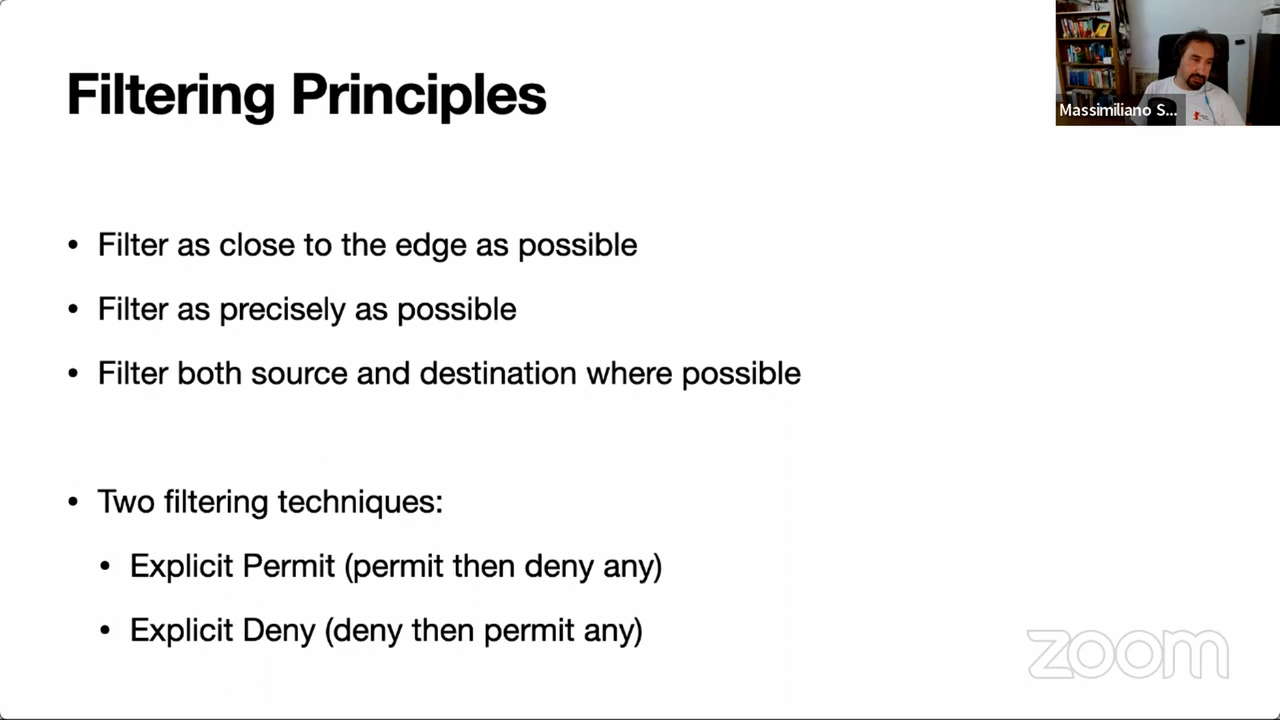 Filtering Principles
Massimiliano S...
• Filter as close to the edge as possible
• Filter as precisely as possible
• Filter both source and destination where possible
• Two filtering techniques:
• Explicit Permit (permit then deny any)
• Explicit Deny (deny then permit any)
zoom